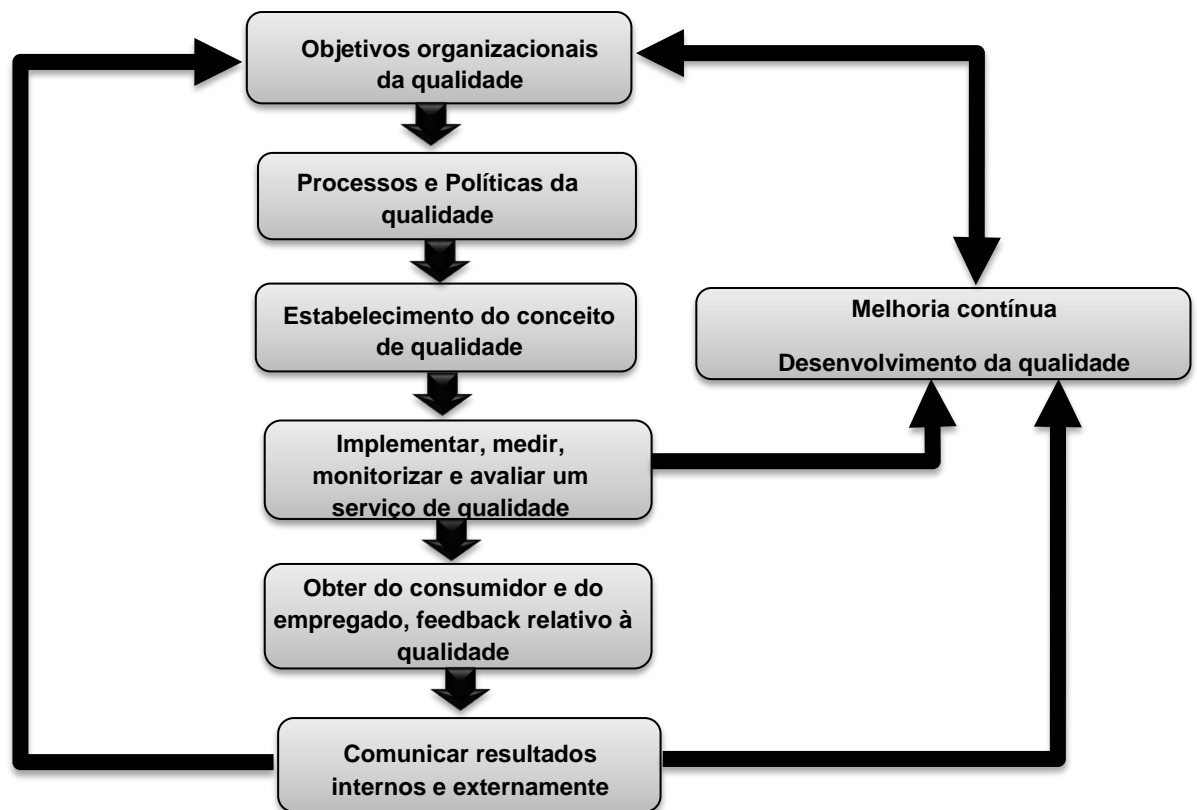 Objetivos organizacionais
da qualidade
Processos e Políticas da
qualidade
Estabelecimento do conceito
de qualidade
Melhoria contínua
Desenvolvimento da qualidade
Implementar, medir,
monitorizar e avaliar um
serviço de qualidade
Obter do consumidor e do
empregado, feedback relativo à
qualidade
Comunicar resultados
internos e externamente